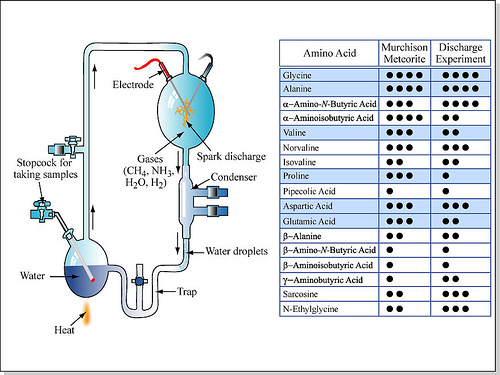 Electrode
Stopcock for
taking samples
Gases
(CH4, NH3,
H2O, H2)
Spark discharge
Condenser
Water droplets
Water
Trap
Heat
Amino Acid Murchison Meteorite Discharge Experiment
Glycine ●●●● ●●●●
Alanine ●●●● ●●●●
α–Amino-N-Butyric Acid ●●● ●●●●
α–Aminoisobutyric Acid ●●●● ●●
Valine ●●● ●●
Norvaline ●●● ●●●
Isovaline ●● ●●
Proline ●●● ●
Pipecolic Acid ● ●
Aspartic Acid ●●● ●●●
Glutamic Acid ●●● ●●
β–Alanine ●● ●●
β–Amino-N-Butyric Acid ● ●
β–Aminoisobutyric Acid ● ●
γ–Aminobutyric Acid ● ●●
Sarcosine ●● ●●●
N-Ethylglycine ●● ●●●